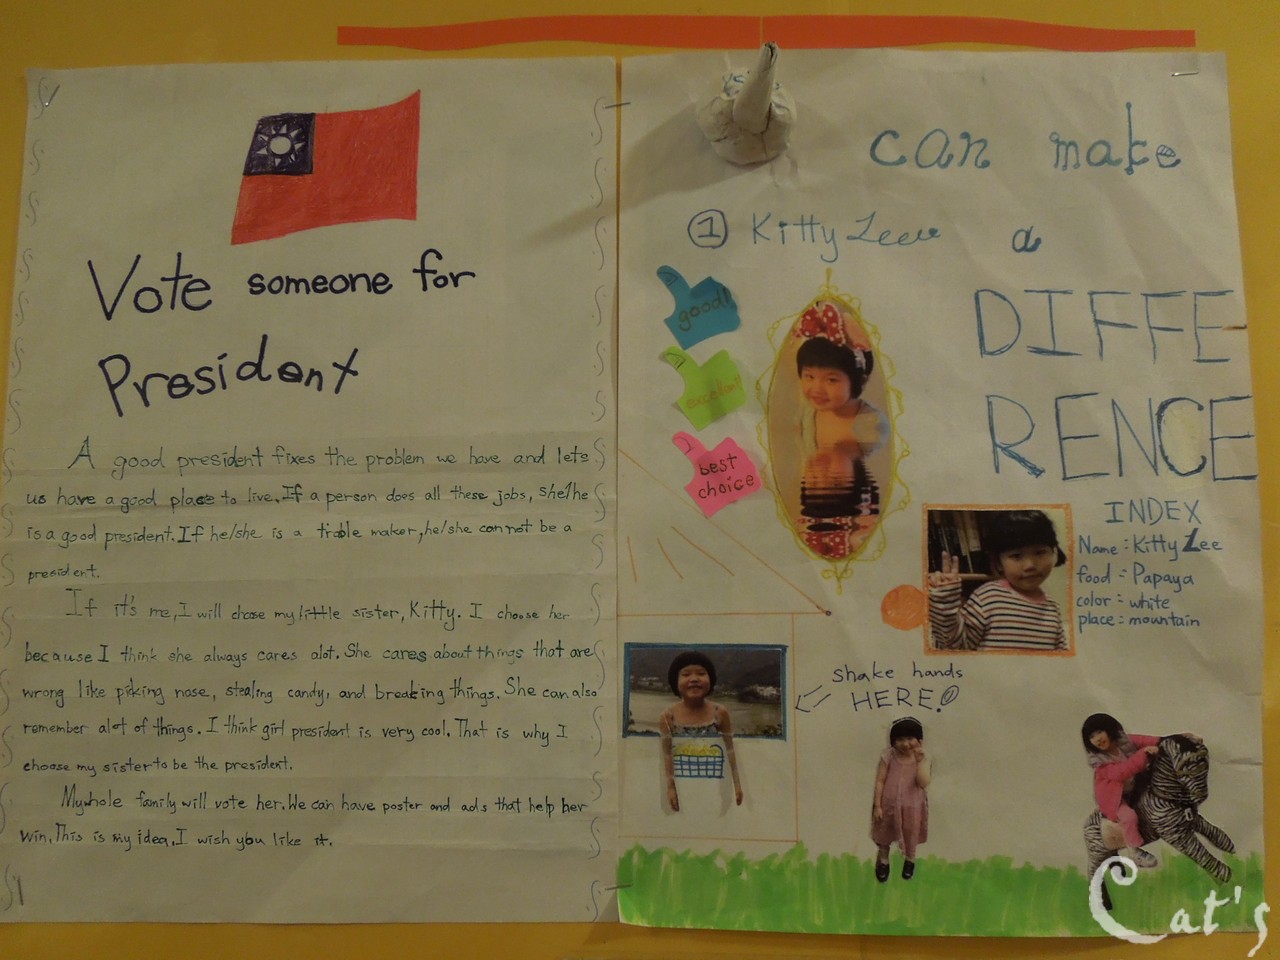 Vote someone for
President
A good president fixes the problem we have and lets
us have a good place to live. If a person does all these jobs, she/he
is a good president. If he/she is a trable maker, he/she can not be a
president.
If it's me, I will chose my little sister, Kitty. I choose her
because I think she always cares alot. She cares about things that are
wrong like picking nose, stealing candy, and breaking things. She can also
remember alot of things. I think girl president is very cool. That is why I
choose my sister to be the president.
My whole family will vote her. We can have poster and ads that help her
win. This is my idea. I wish you like it.
can make
① Kitty Lee
a
DIFFE
RENCE
good!!
excellent!!
best
choice
INDEX
Name : Kitty Lee
food : Papaya
color : white
place : mountain
shake hands
HERE!
Cat's